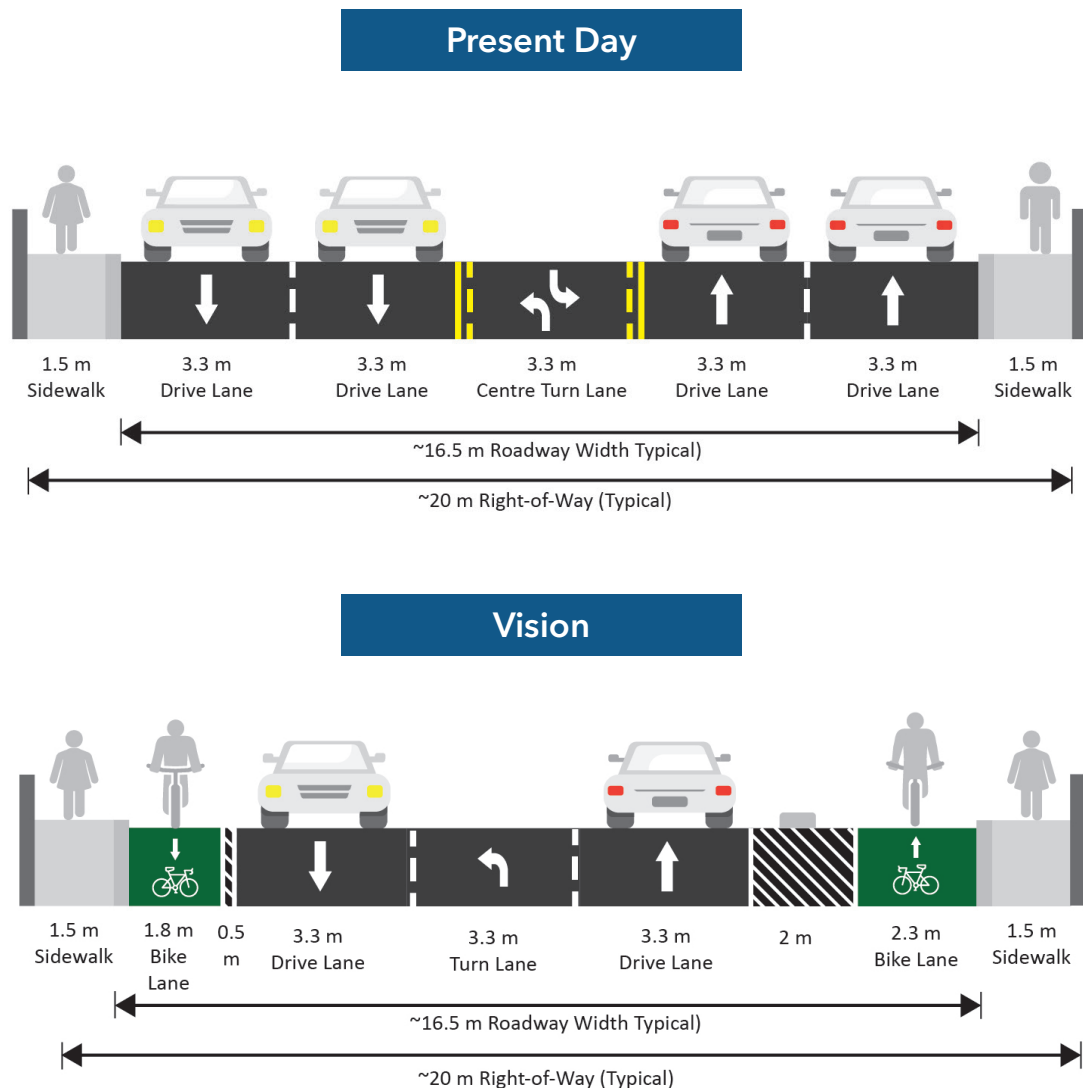 Present Day
1.5 m
Sidewalk
3.3 m
Drive Lane
3.3 m
Drive Lane
3.3 m
Centre Turn Lane
3.3 m
Drive Lane
3.3 m
Drive Lane
1.5 m
Sidewalk
~16.5 m Roadway Width Typical)
~20 m Right-of-Way (Typical)
Vision
1.5 m
Sidewalk
1.8 m
Bike
Lane
0.5
m
3.3 m
Drive Lane
3.3 m
Turn Lane
3.3 m
Drive Lane
2 m
2.3 m
Bike Lane
1.5 m
Sidewalk
~16.5 m Roadway Width Typical)
~20 m Right-of-Way (Typical)